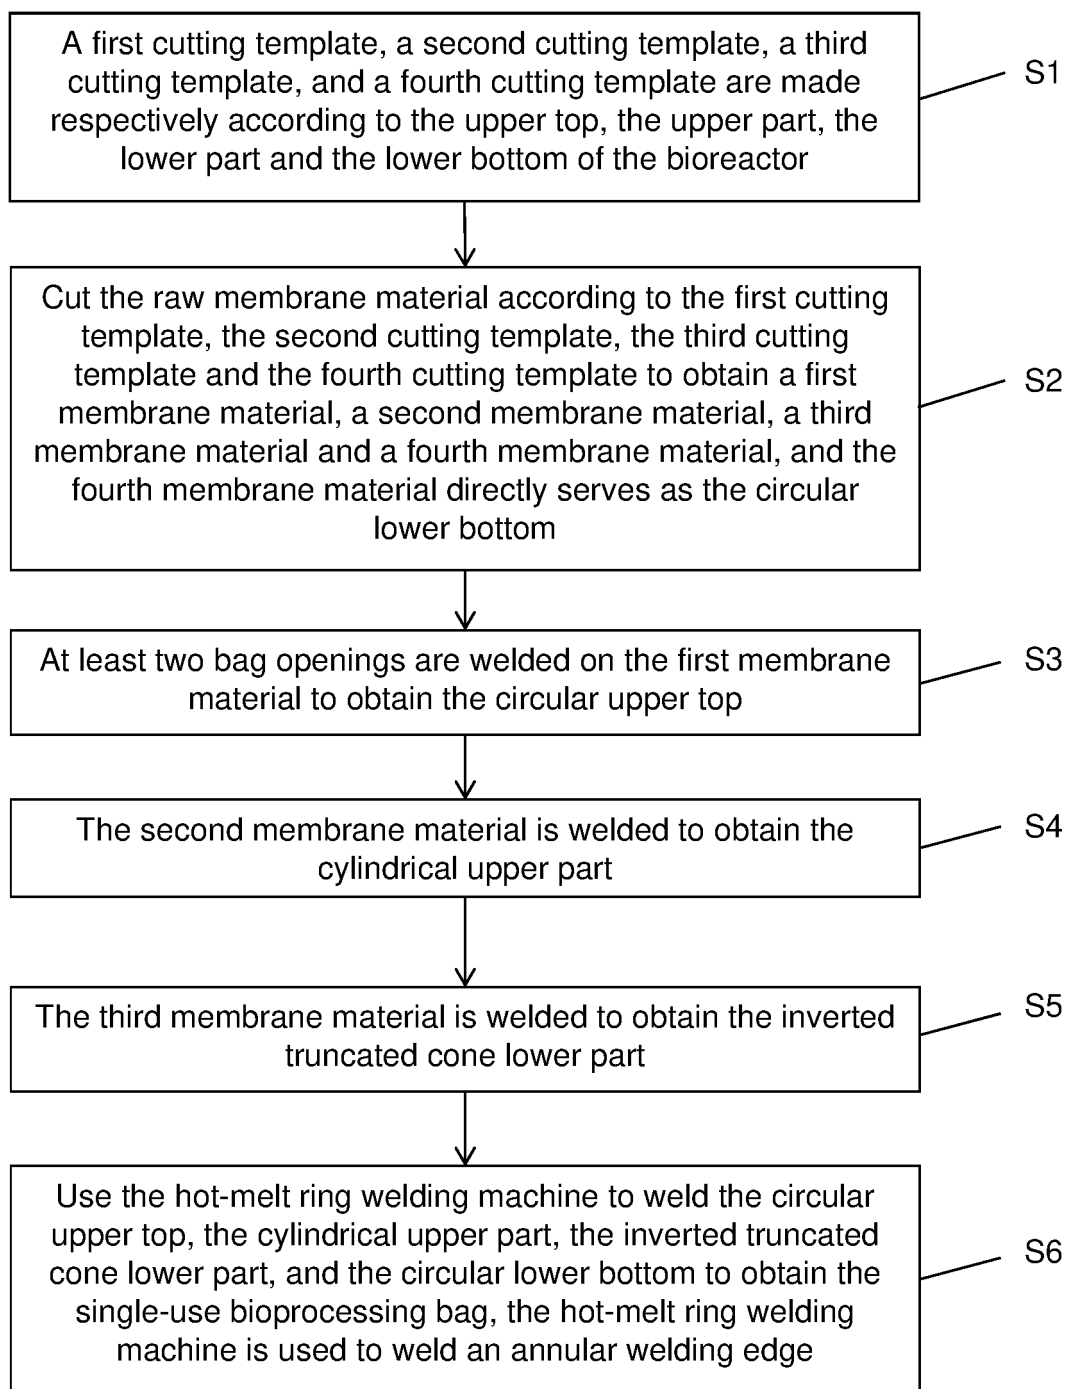 A first cutting template, a second cutting template, a third
cutting template, and a fourth cutting template are made
respectively according to the upper top, the upper part, the
lower part and the lower bottom of the bioreactor
S1
Cut the raw membrane material according to the first cutting
template, the second cutting template, the third cutting
template and the fourth cutting template to obtain a first
membrane material, a second membrane material, a third
membrane material and a fourth membrane material, and the
fourth membrane material directly serves as the circular
lower bottom
S2
At least two bag openings are welded on the first membrane
material to obtain the circular upper top
S3
The second membrane material is welded to obtain the
cylindrical upper part
S4
The third membrane material is welded to obtain the inverted
truncated cone lower part
S5
Use the hot-melt ring welding machine to weld the circular
upper top, the cylindrical upper part, the inverted truncated
cone lower part, and the circular lower bottom to obtain the
single-use bioprocessing bag, the hot-melt ring welding
machine is used to weld an annular welding edge
S6